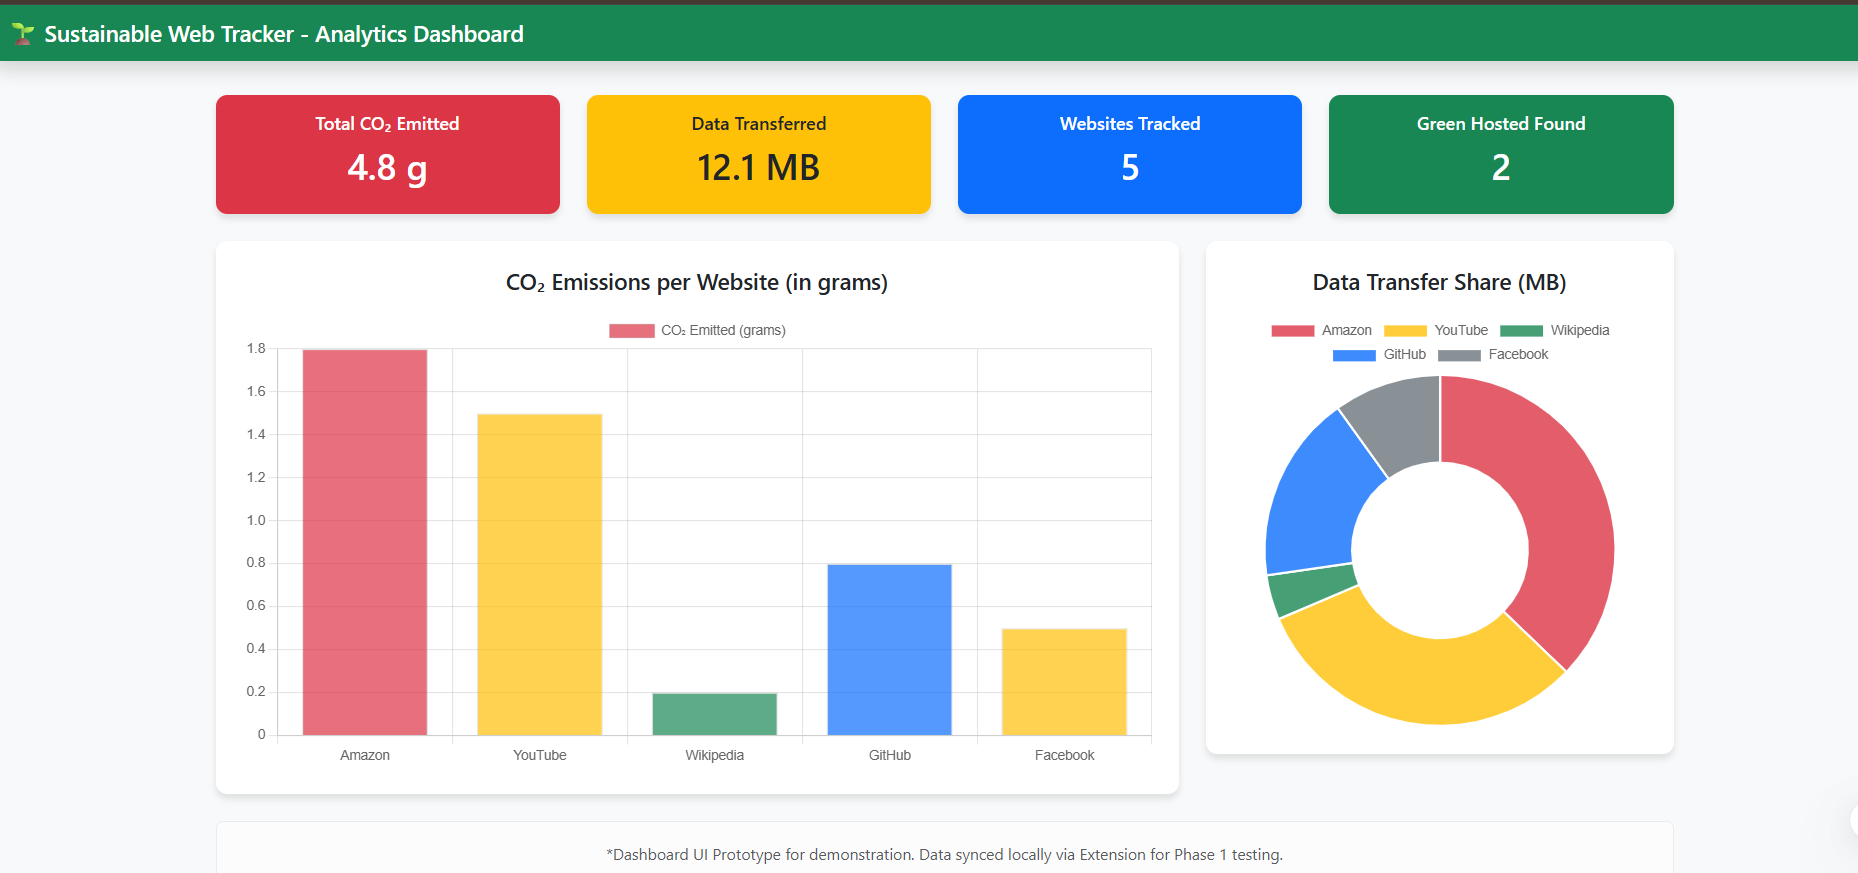 Sustainable Web Tracker - Analytics Dashboard
Total CO₂ Emitted
4.8 g
Data Transferred
12.1 MB
Websites Tracked
5
Green Hosted Found
2
CO₂ Emissions per Website (in grams)
CO₂ Emitted (grams)
1.8
1.6
1.4
1.2
1.0
0.8
0.6
0.4
0.2
0
Amazon
YouTube
Wikipedia
GitHub
Facebook
Data Transfer Share (MB)
Amazon YouTube Wikipedia
GitHub Facebook
*Dashboard UI Prototype for demonstration. Data synced locally via Extension for Phase 1 testing.